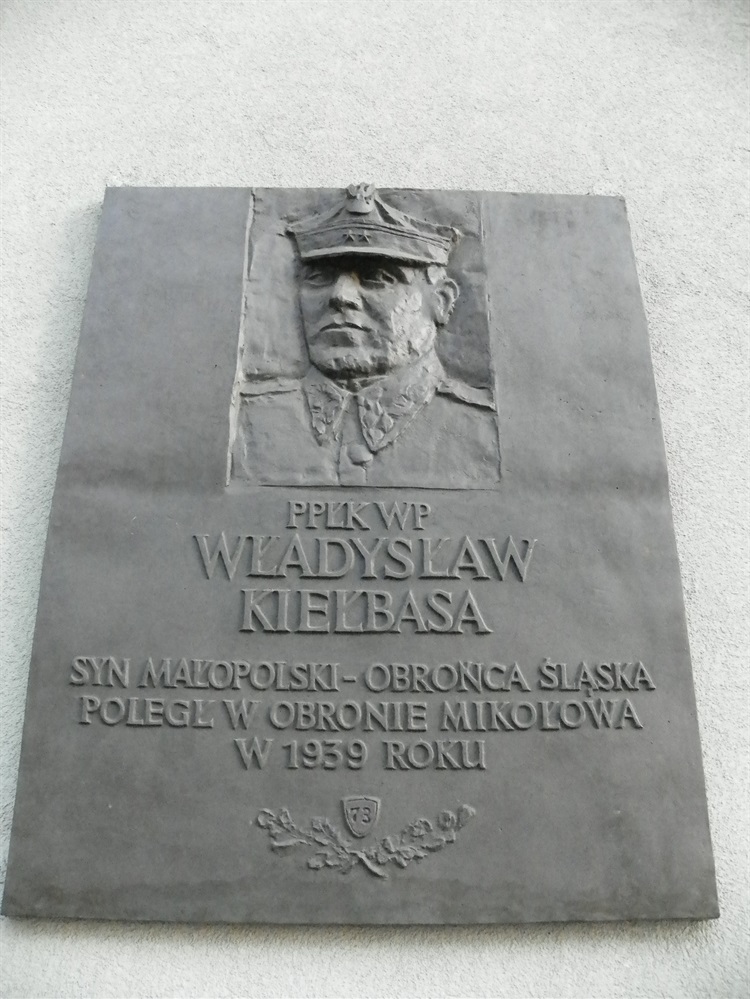 PPŁK WP
WŁADYSŁAW
KIEŁBASA
SYN MAŁOPOLSKI-OBROŃCA ŚLĄSKA
POLEGŁ W OBRONIE MIKOŁOWA
W 1939 ROKU
73